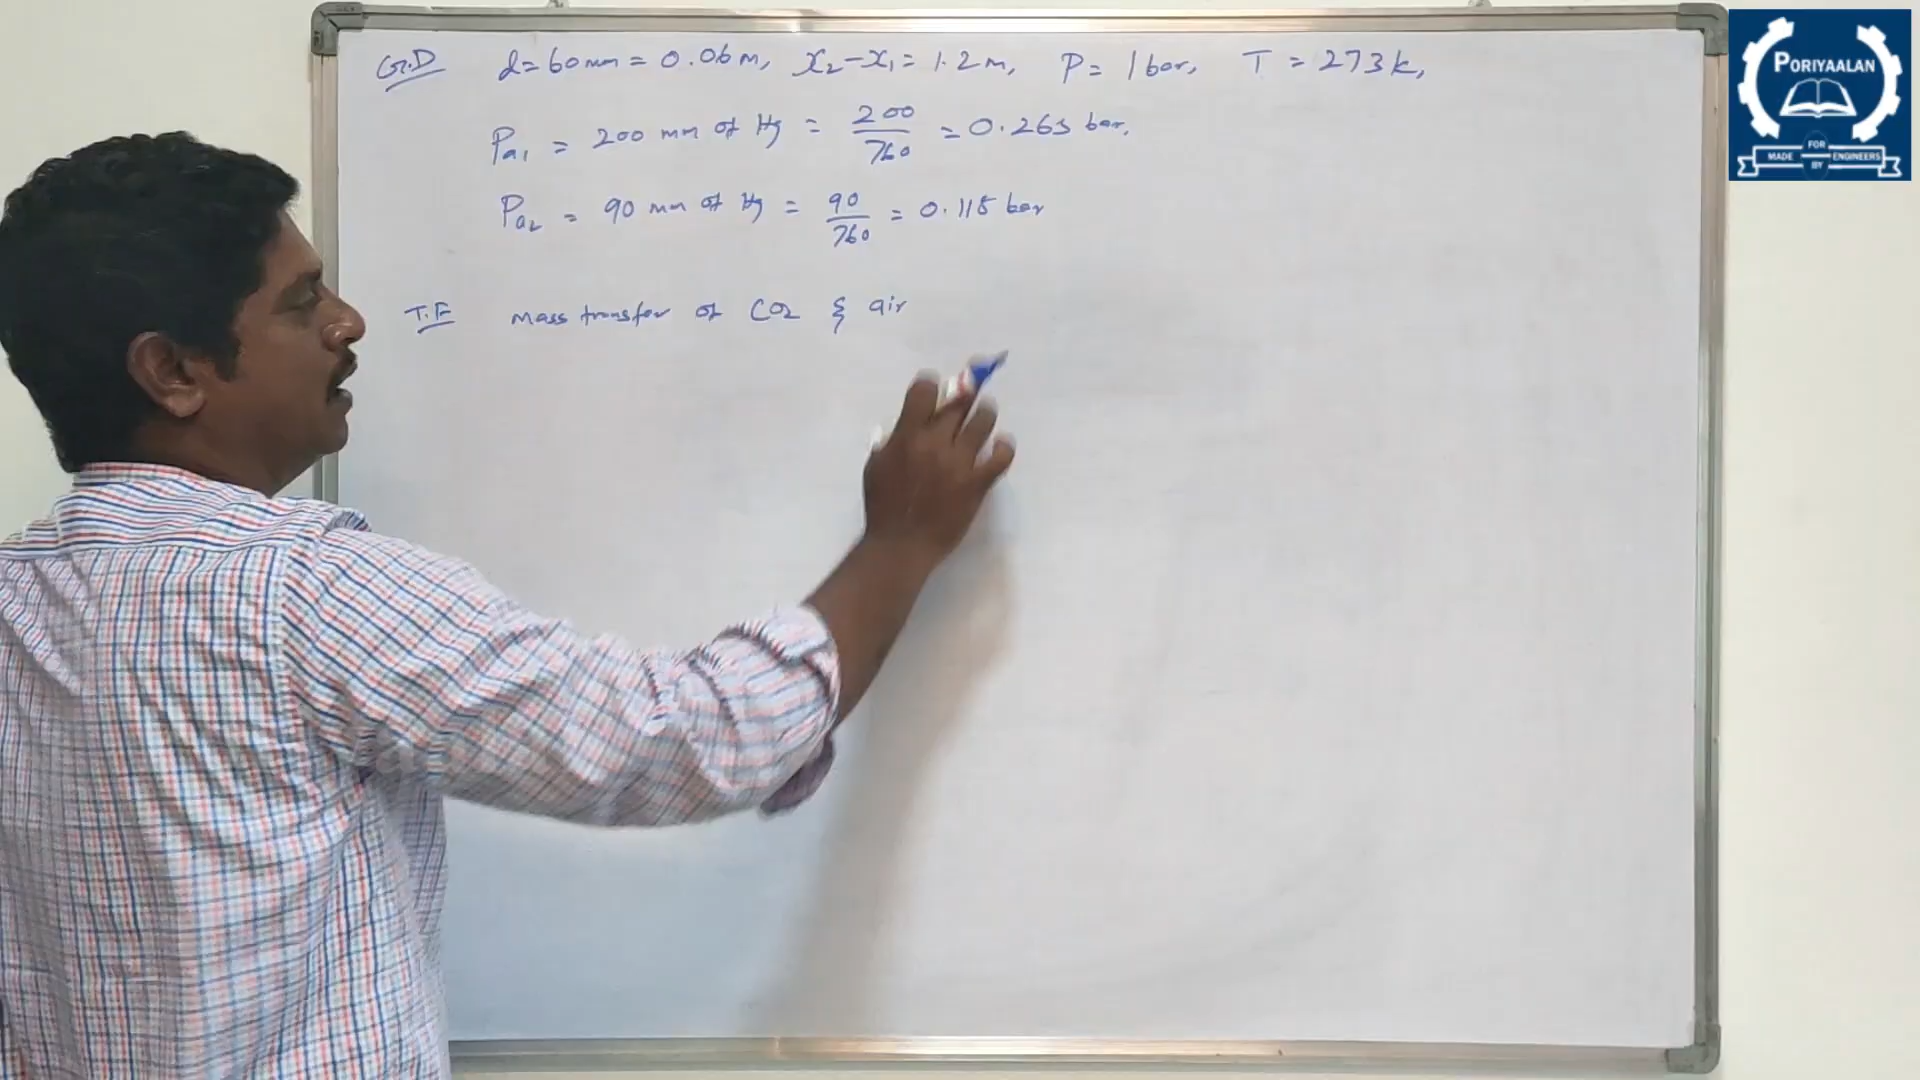 G.D d = 60 mm = 0.06 m, x₂-x₁ = 1.2 m, P = 1 bar, T = 273 k,
Pa₁ = 200 mm of Hg = 200/760 = 0.263 bar,
Pa₂ = 90 mm of Hg = 90/760 = 0.118 bar
T.F mass transfer of CO₂ & air
PORIYAALAN
MADE FOR BY ENGINEERS